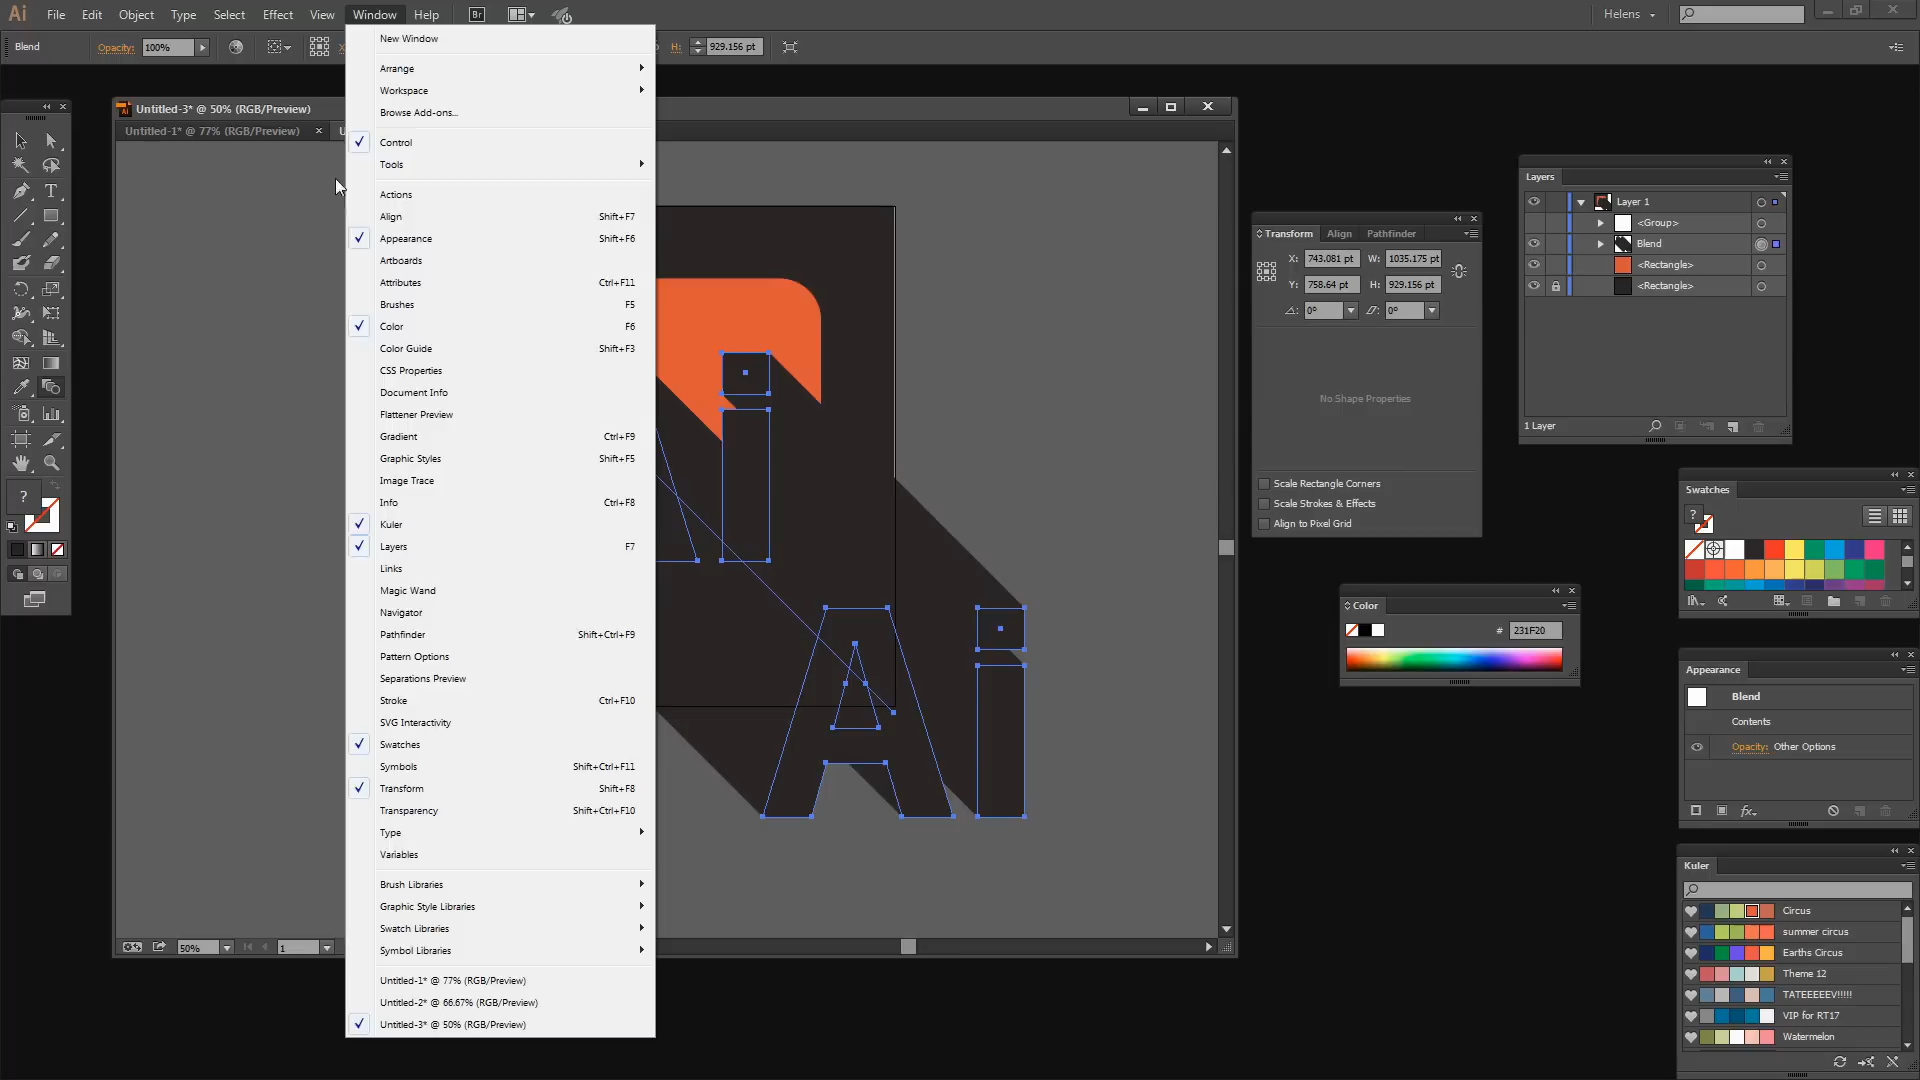 Ai File Edit Object Type Select Effect View Window Help Br Helens
Blend Opacity: 100% H: 929.156 pt
Untitled-3* @ 50% (RGB/Preview)
Untitled-1* @ 77% (RGB/Preview)
New Window
Arrange
Workspace
Browse Add-ons...
Control
Tools
Actions
Align Shift+F7
Appearance Shift+F6
Artboards
Attributes Ctrl+F11
Brushes F5
Color F6
Color Guide Shift+F3
CSS Properties
Document Info
Flattener Preview
Gradient Ctrl+F9
Graphic Styles Shift+F5
Image Trace
Info Ctrl+F8
Kuler
Layers F7
Links
Magic Wand
Navigator
Pathfinder Shift+Ctrl+F9
Pattern Options
Separations Preview
Stroke Ctrl+F10
SVG Interactivity
Swatches
Symbols Shift+Ctrl+F11
Transform Shift+F8
Transparency Shift+Ctrl+F10
Type
Variables
Brush Libraries
Graphic Style Libraries
Swatch Libraries
Symbol Libraries
Untitled-1* @ 77% (RGB/Preview)
Untitled-2* @ 66.67% (RGB/Preview)
Untitled-3* @ 50% (RGB/Preview)
50% 1
Ai
Transform Align Pathfinder
X: 743.081 pt W: 1035.175 pt
Y: 758.64 pt H: 929.156 pt
0° 0°
No Shape Properties
Scale Rectangle Corners
Scale Strokes & Effects
Align to Pixel Grid
Layers
Layer 1
<Group>
Blend
<Rectangle>
<Rectangle>
1 Layer
Color
# 231F20
Swatches
Appearance
Blend
Contents
Opacity: Other Options
fx
Kuler
Circus
summer circus
Earths Circus
Theme 12
TATEEEEEV!!!!!
VIP for RT17
Watermelon